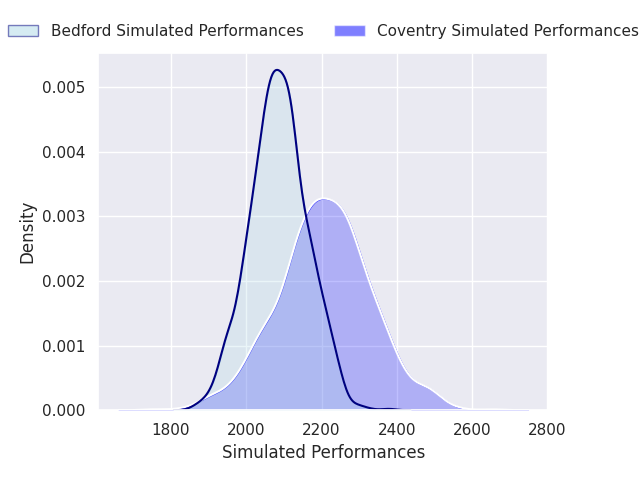 Bedford Simulated Performances
Coventry Simulated Performances
0.005
0.004
0.003
0.002
0.001
0.000
Density
1800 2000 2200 2400 2600 2800
Simulated Performances